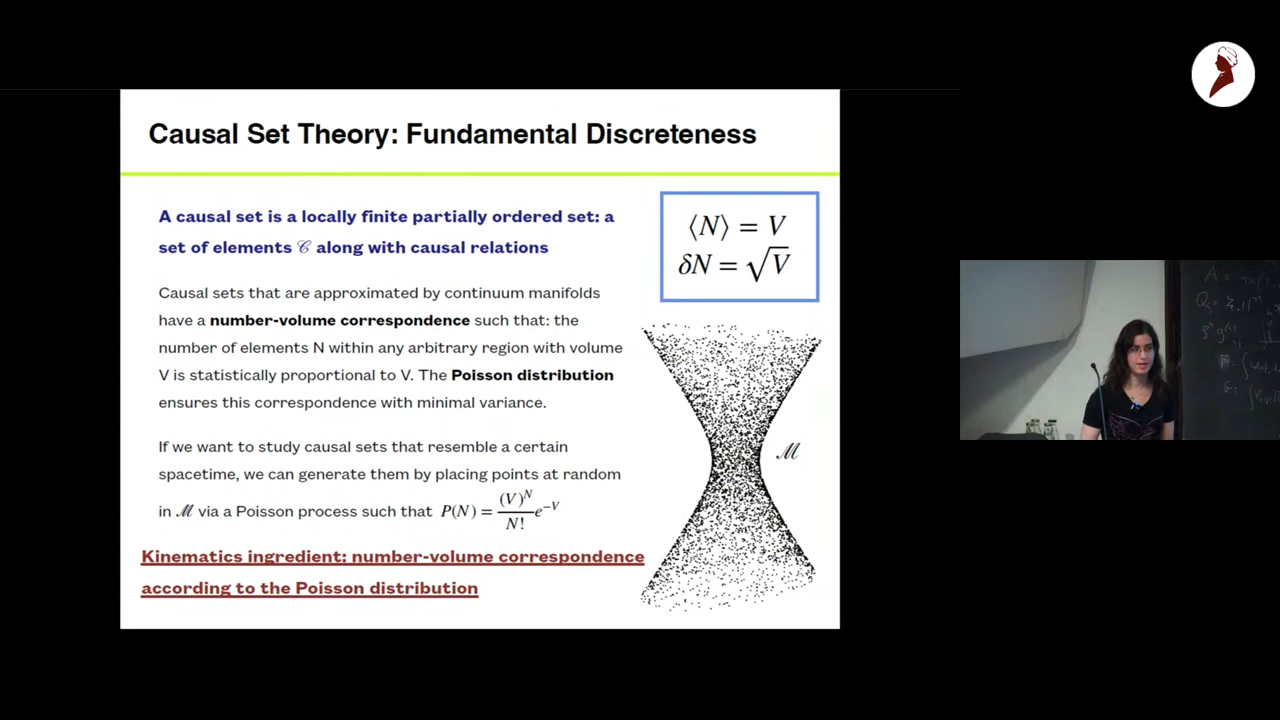 Causal Set Theory: Fundamental Discreteness
A causal set is a locally finite partially ordered set: a
set of elements 𝒞 along with causal relations
Causal sets that are approximated by continuum manifolds
have a number-volume correspondence such that: the
number of elements N within any arbitrary region with volume
V is statistically proportional to V. The Poisson distribution
ensures this correspondence with minimal variance.
If we want to study causal sets that resemble a certain
spacetime, we can generate them by placing points at random
in ℳ via a Poisson process such that P(N) = (V)^N / N! e^{-V}
Kinematics ingredient: number-volume correspondence
according to the Poisson distribution
⟨N⟩ = V
δN = √V
ℳ